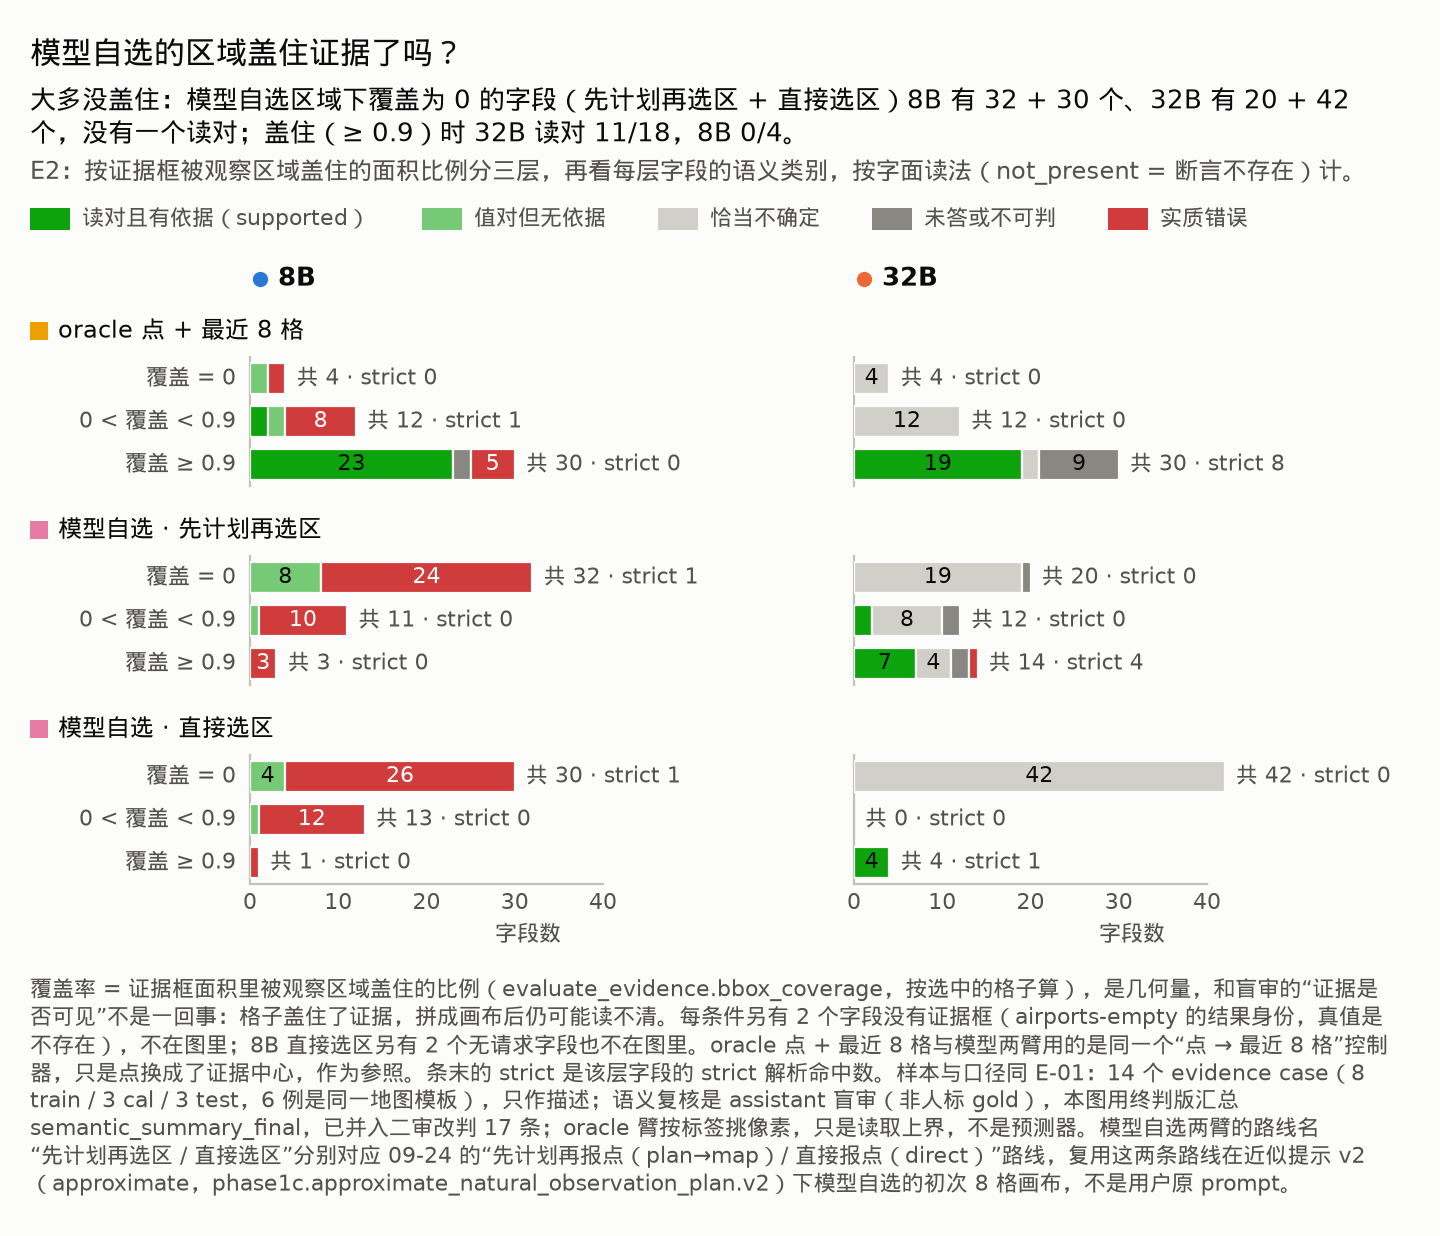 模型自选的区域盖住证据了吗？
大多没盖住：模型自选区域下覆盖为 0 的字段（先计划再选区 + 直接选区）8B 有 32 + 30 个、32B 有 20 + 42
个，没有一个读对；盖住（≥ 0.9）时 32B 读对 11/18，8B 0/4。
E2：按证据框被观察区域盖住的面积比例分三层，再看每层字段的语义类别，按字面读法（not_present = 断言不存在）计。
读对且有依据（supported） 值对但无依据 恰当不确定 未答或不可判 实质错误
8B 32B
oracle 点 + 最近 8 格
覆盖 = 0 共 4 · strict 0 4 共 4 · strict 0
0 < 覆盖 < 0.9 8 共 12 · strict 1 12 共 12 · strict 0
覆盖 ≥ 0.9 23 5 共 30 · strict 0 19 9 共 30 · strict 8
模型自选 · 先计划再选区
覆盖 = 0 8 24 共 32 · strict 1 19 共 20 · strict 0
0 < 覆盖 < 0.9 10 共 11 · strict 0 8 共 12 · strict 0
覆盖 ≥ 0.9 3 共 3 · strict 0 7 4 共 14 · strict 4
模型自选 · 直接选区
覆盖 = 0 4 26 共 30 · strict 1 42 共 42 · strict 0
0 < 覆盖 < 0.9 12 共 13 · strict 0 共 0 · strict 0
覆盖 ≥ 0.9 共 1 · strict 0 4 共 4 · strict 1
0 10 20 30 40 0 10 20 30 40
字段数 字段数
覆盖率 = 证据框面积里被观察区域盖住的比例（evaluate_evidence.bbox_coverage，按选中的格子算），是几何量，和盲审的“证据是
否可见”不是一回事：格子盖住了证据，拼成画布后仍可能读不清。每条件另有 2 个字段没有证据框（airports-empty 的结果身份，真值是
不存在），不在图里；8B 直接选区另有 2 个无请求字段也不在图里。oracle 点 + 最近 8 格与模型两臂用的是同一个“点 → 最近 8 格”控制
器，只是点换成了证据中心，作为参照。条末的 strict 是该层字段的 strict 解析命中数。样本与口径同 E-01：14 个 evidence case（8
train / 3 cal / 3 test，6 例是同一地图模板），只作描述；语义复核是 assistant 盲审（非人标 gold），本图用终判版汇总
semantic_summary_final，已并入二审改判 17 条；oracle 臂按标签挑像素，只是读取上界，不是预测器。模型自选两臂的路线名
“先计划再选区 / 直接选区”分别对应 09-24 的“先计划再报点（plan→map）/ 直接报点（direct）”路线，复用这两条路线在近似提示 v2
（approximate，phase1c.approximate_natural_observation_plan.v2）下模型自选的初次 8 格画布，不是用户原 prompt。